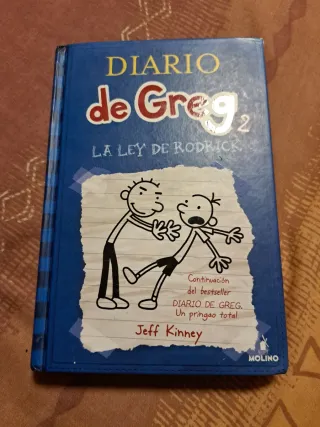 DIARIO
de Greg 2
LA LEY DE RODRICK
Continuación
del bestseller
DIARIO DE GREG.
Un pringao total
Jeff Kinney
MOLINO